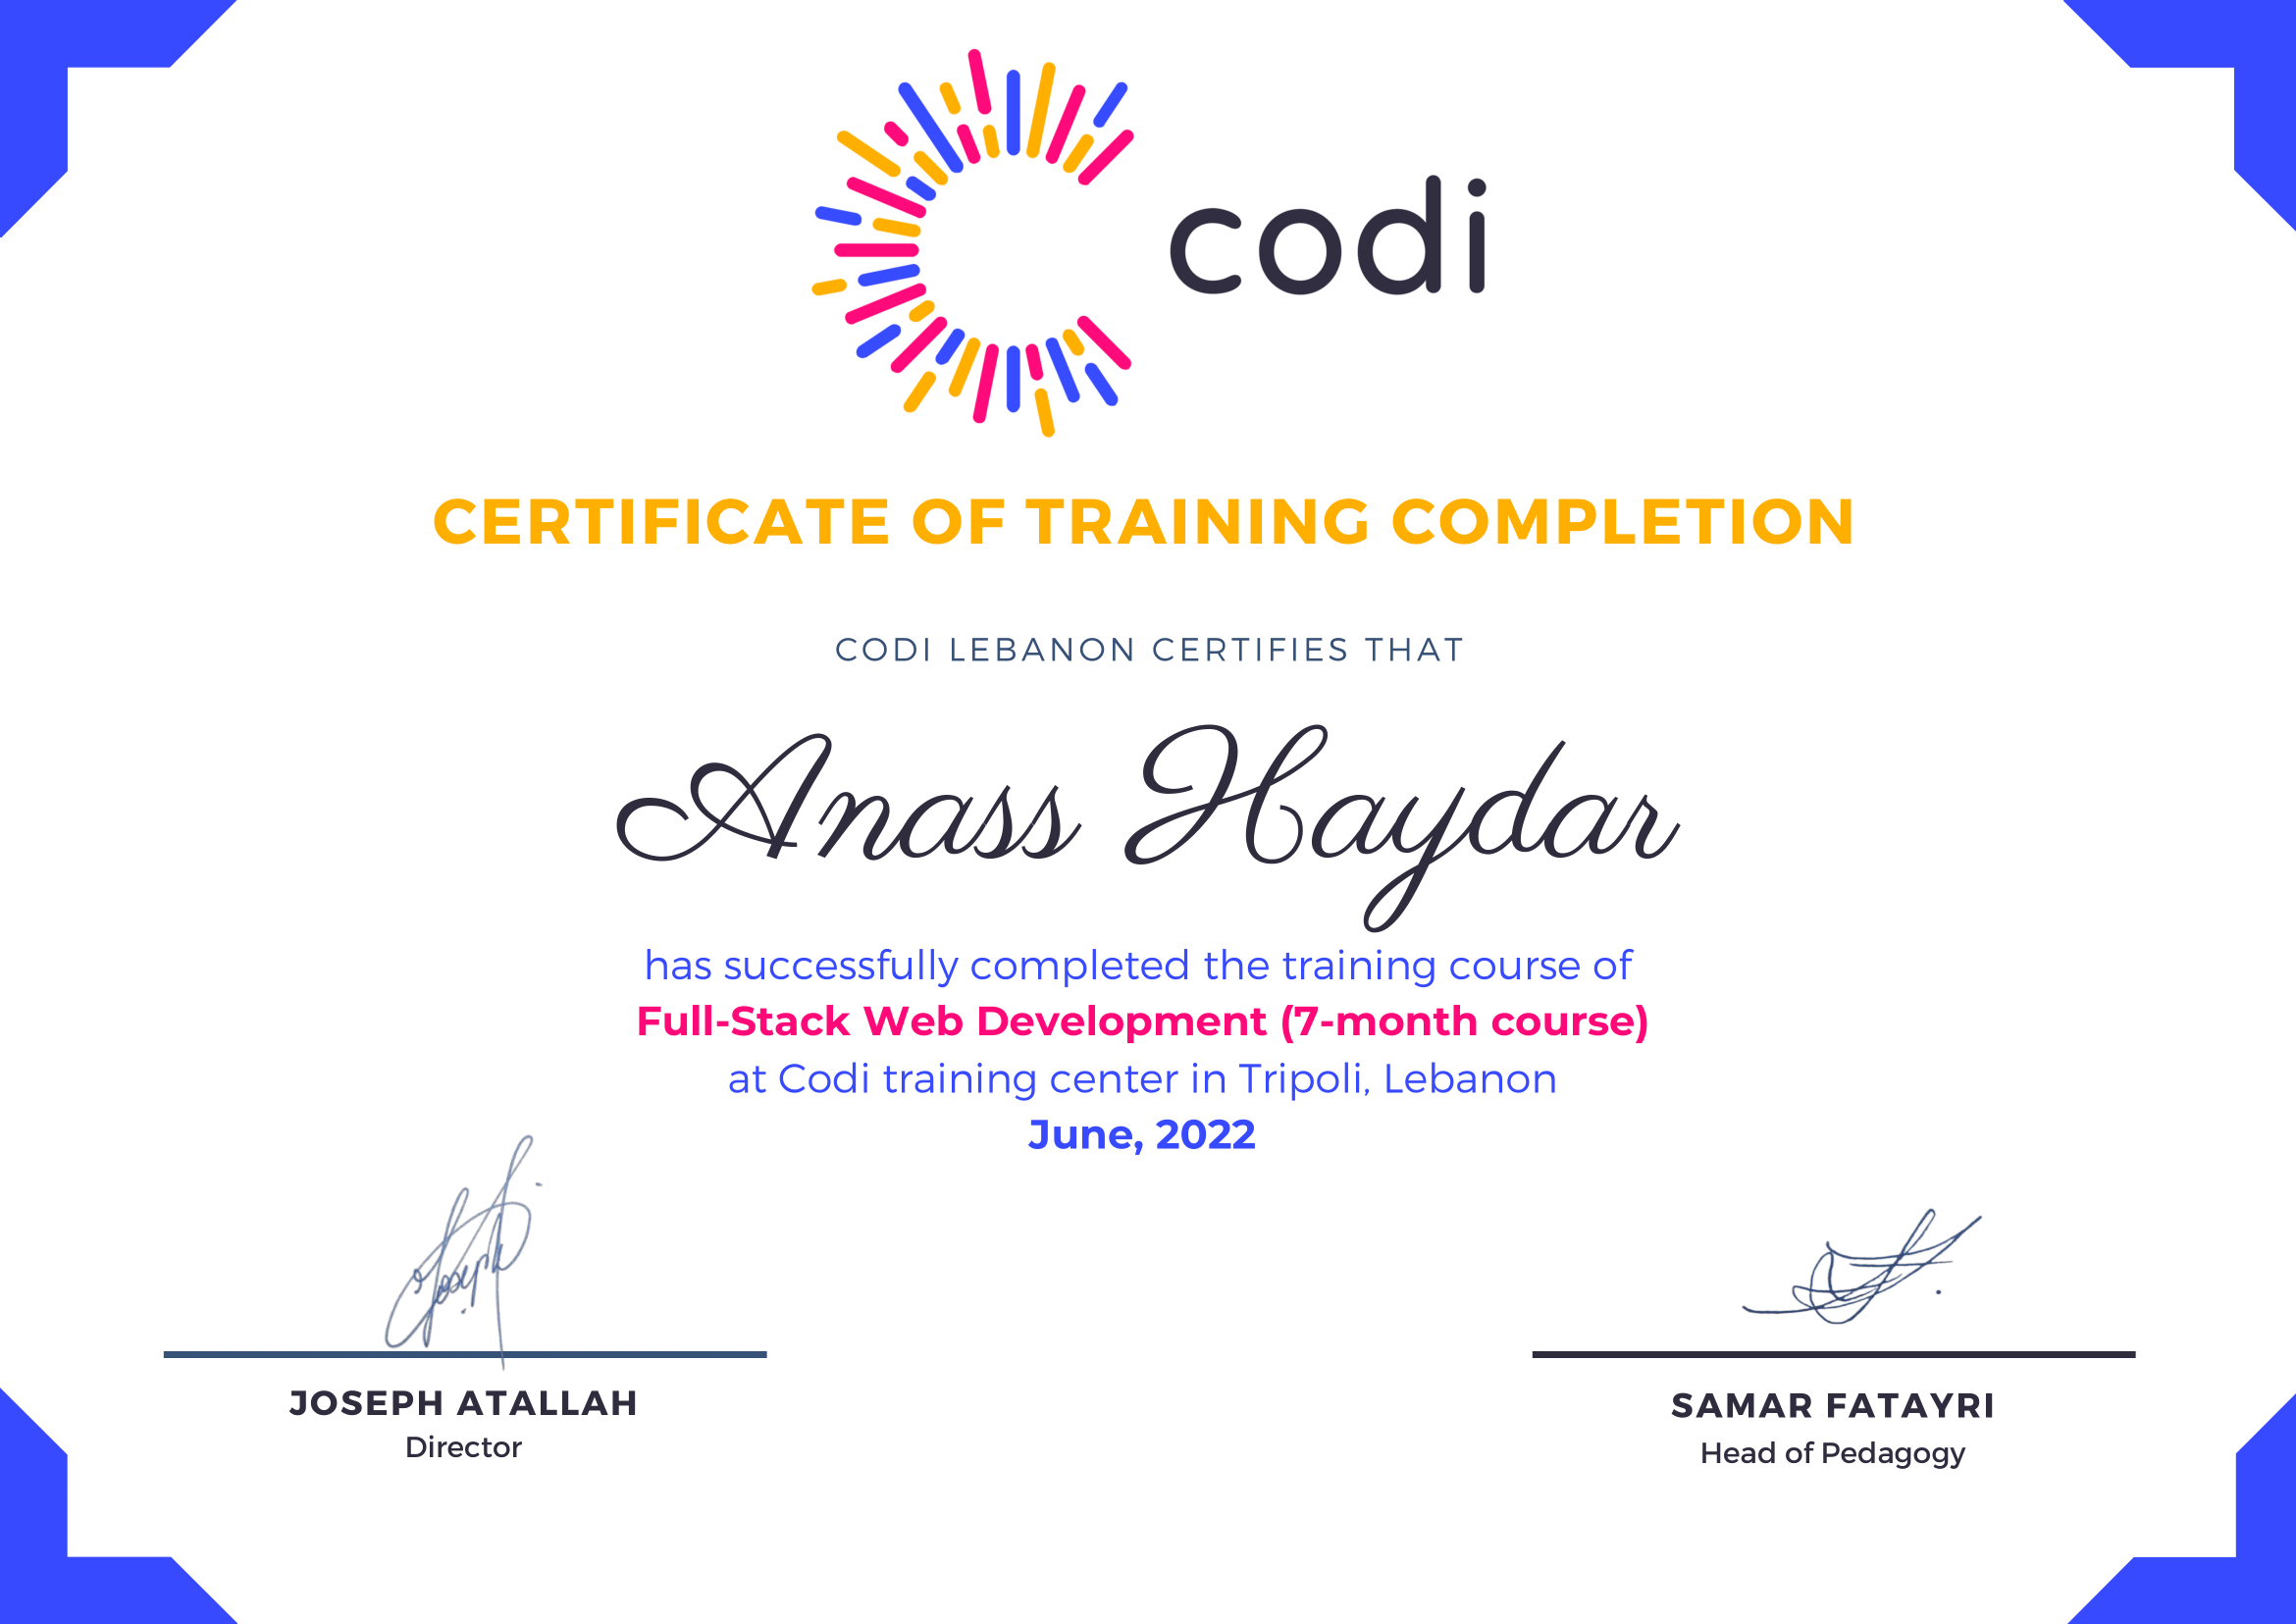 codi
CERTIFICATE OF TRAINING COMPLETION
CODI LEBANON CERTIFIES THAT
Anass Haydar
has successfully completed the training course of
Full-Stack Web Development (7-month course)
at Codi training center in Tripoli, Lebanon
June, 2022
JOSEPH ATALLAH
Director
SAMAR FATAYRI
Head of Pedagogy